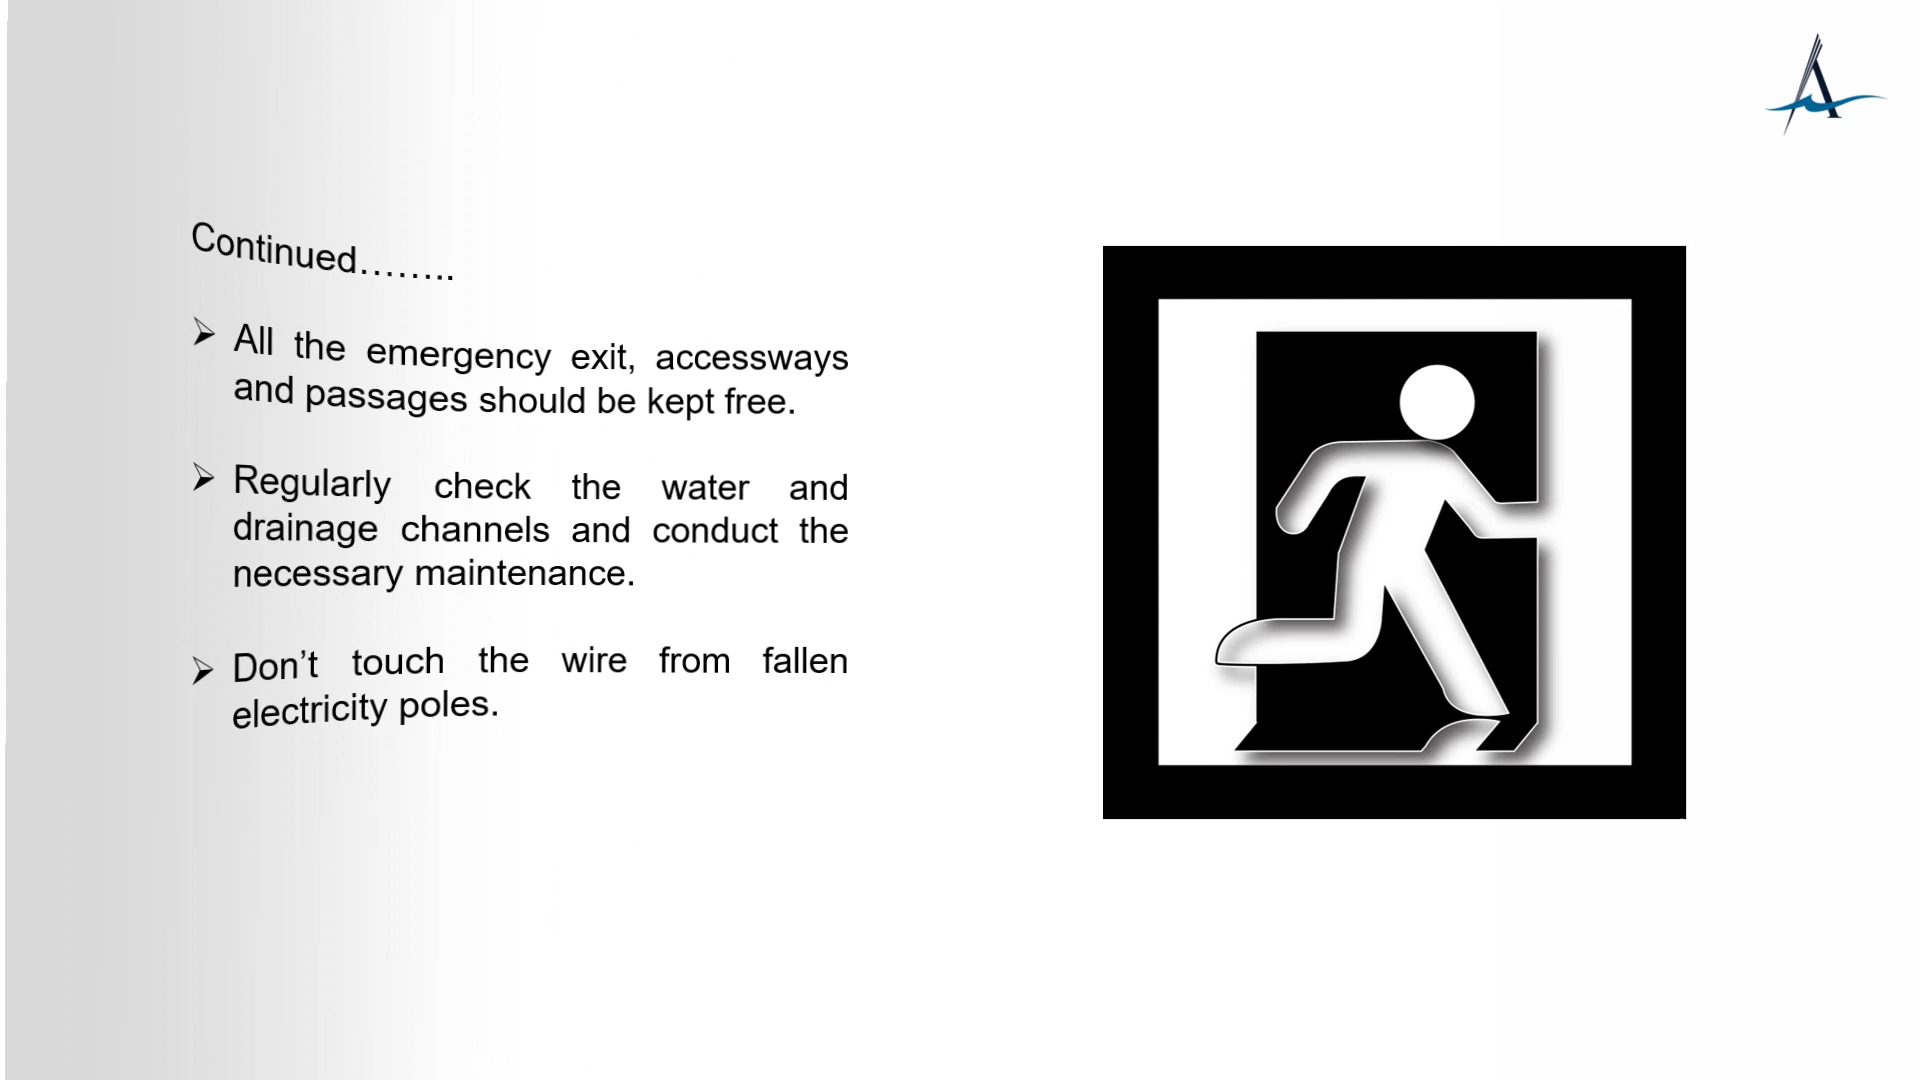 Continued……..
➢ All the emergency exit, accessways
and passages should be kept free.
➢ Regularly check the water and
drainage channels and conduct the
necessary maintenance.
➢ Don’t touch the wire from fallen
electricity poles.
A